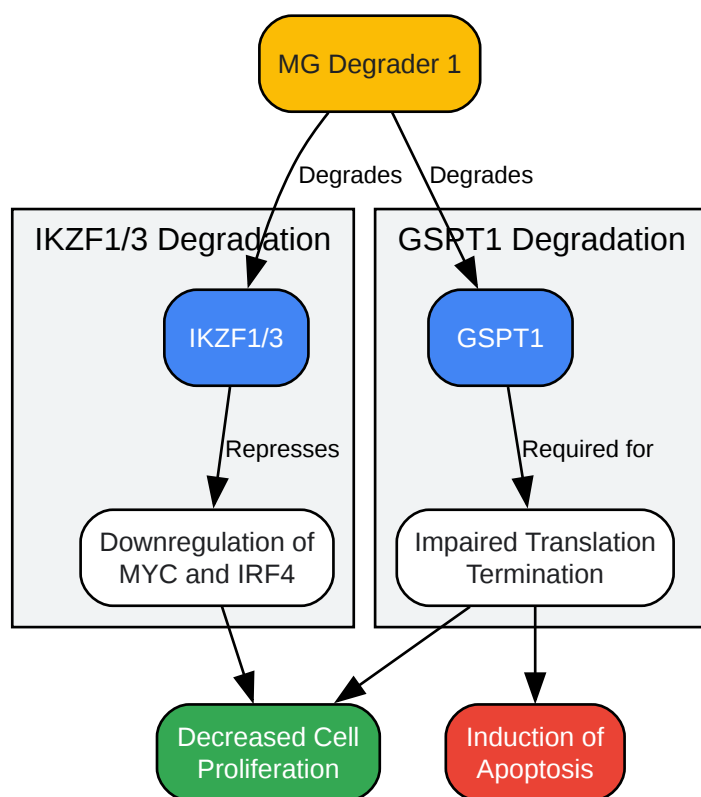 MG Degrader 1
Degrades
Degrades
IKZF1/3 Degradation
GSPT1 Degradation
IKZF1/3
GSPT1
Represses
Required for
Downregulation of
MYC and IRF4
Impaired Translation
Termination
Decreased Cell
Proliferation
Induction of
Apoptosis